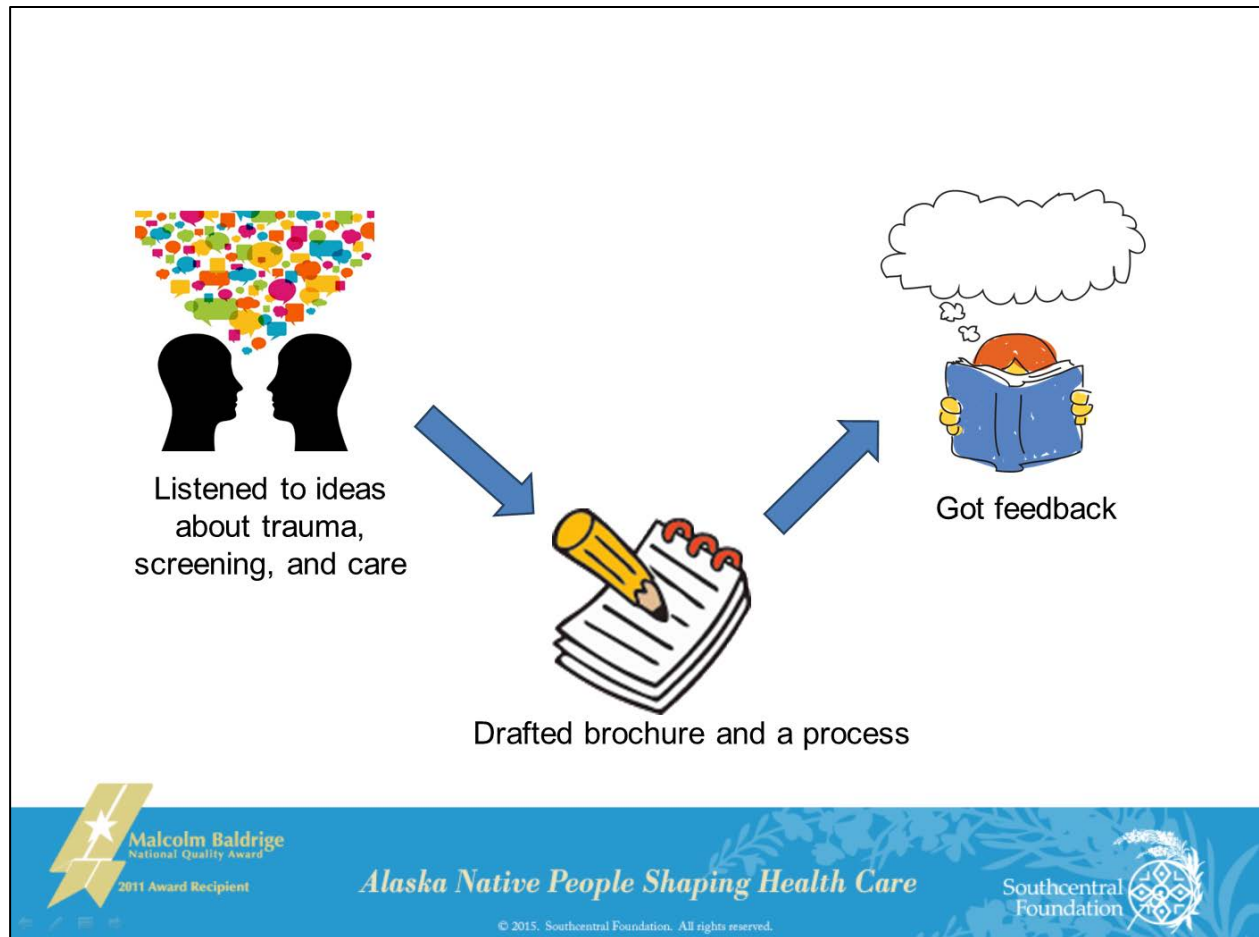 Listened to ideas
about trauma,
screening, and care
Drafted brochure and a process
Got feedback
Malcolm Baldrige
National Quality Award
2011 Award Recipient
Alaska Native People Shaping Health Care
© 2015. Southcentral Foundation. All rights reserved.
Southcentral
Foundation